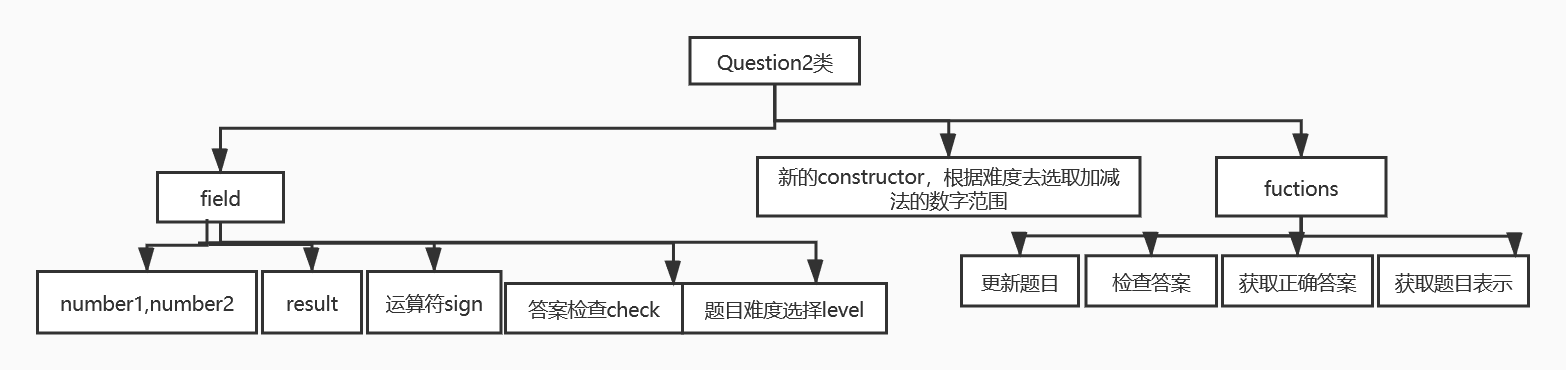 Question2类
field
新的constructor，根据难度去选取加减
法的数字范围
fuctions
number1,number2
result
运算符sign
答案检查check
题目难度选择level
更新题目
检查答案
获取正确答案
获取题目表示